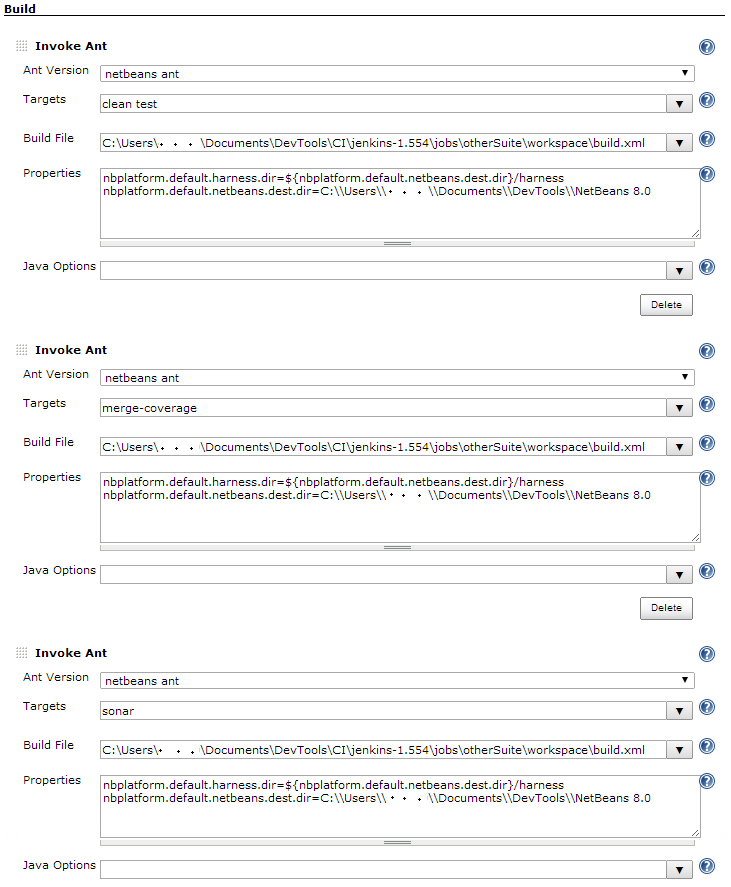 Build
Invoke Ant
Ant Version netbeans ant
Targets clean test
Build File C:\Users\• • •\Documents\DevTools\CI\jenkins-1.554\jobs\otherSuite\workspace\build.xml
Properties nbplatform.default.harness.dir=${nbplatform.default.netbeans.dest.dir}/harness
nbplatform.default.netbeans.dest.dir=C:\\Users\\• • •\\Documents\\DevTools\\NetBeans 8.0
Java Options
Delete
Invoke Ant
Ant Version netbeans ant
Targets merge-coverage
Build File C:\Users\• • •\Documents\DevTools\CI\jenkins-1.554\jobs\otherSuite\workspace\build.xml
Properties nbplatform.default.harness.dir=${nbplatform.default.netbeans.dest.dir}/harness
nbplatform.default.netbeans.dest.dir=C:\\Users\\• • •\\Documents\\DevTools\\NetBeans 8.0
Java Options
Delete
Invoke Ant
Ant Version netbeans ant
Targets sonar
Build File C:\Users\• • •\Documents\DevTools\CI\jenkins-1.554\jobs\otherSuite\workspace\build.xml
Properties nbplatform.default.harness.dir=${nbplatform.default.netbeans.dest.dir}/harness
nbplatform.default.netbeans.dest.dir=C:\\Users\\• • •\\Documents\\DevTools\\NetBeans 8.0
Java Options